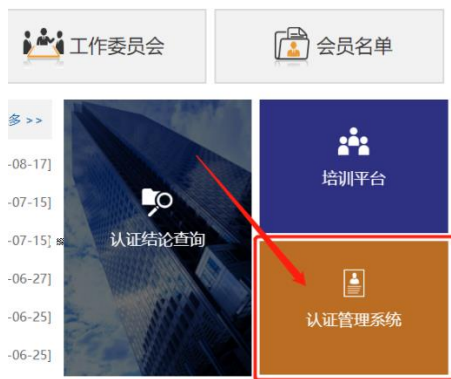 工作委员会
会员名单
多 >>
-08-17]
-07-15]
-07-15]
-06-27]
-06-25]
-06-25]
认证结论查询
培训平台
认证管理系统